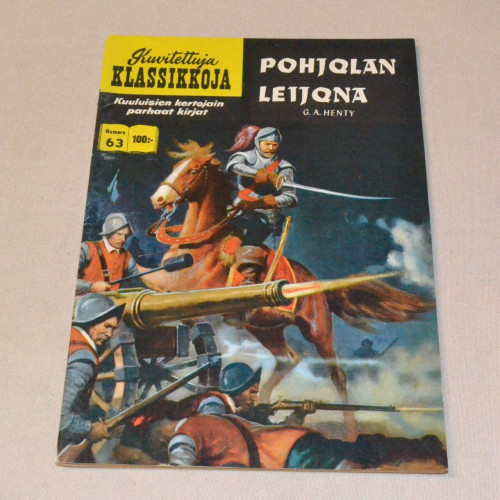 Kuvitettuja
KLASSIKKOJA
Kuuluisien kertojain
parhaat kirjat
Numero
63
100:-
POHJOLAN
LEIJONA
G. A. HENTY